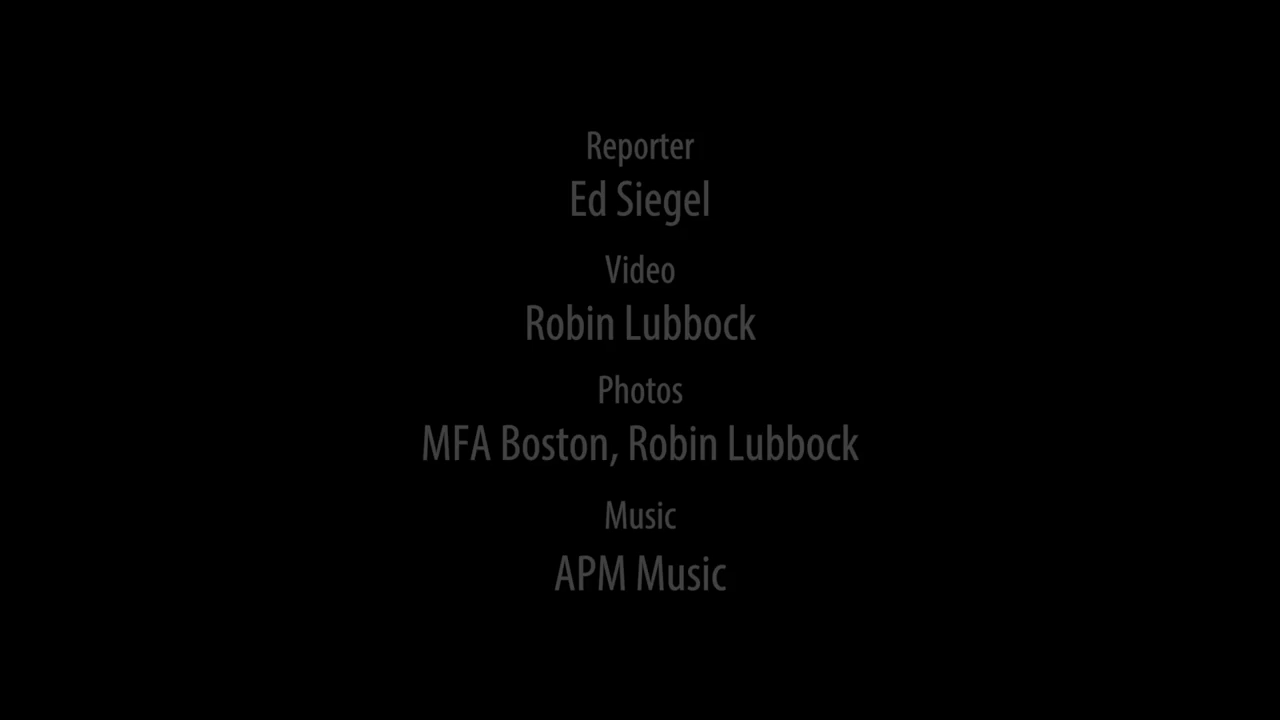 Reporter
Ed Siegel
Video
Robin Lubbock
Photos
MFA Boston, Robin Lubbock
Music
APM Music